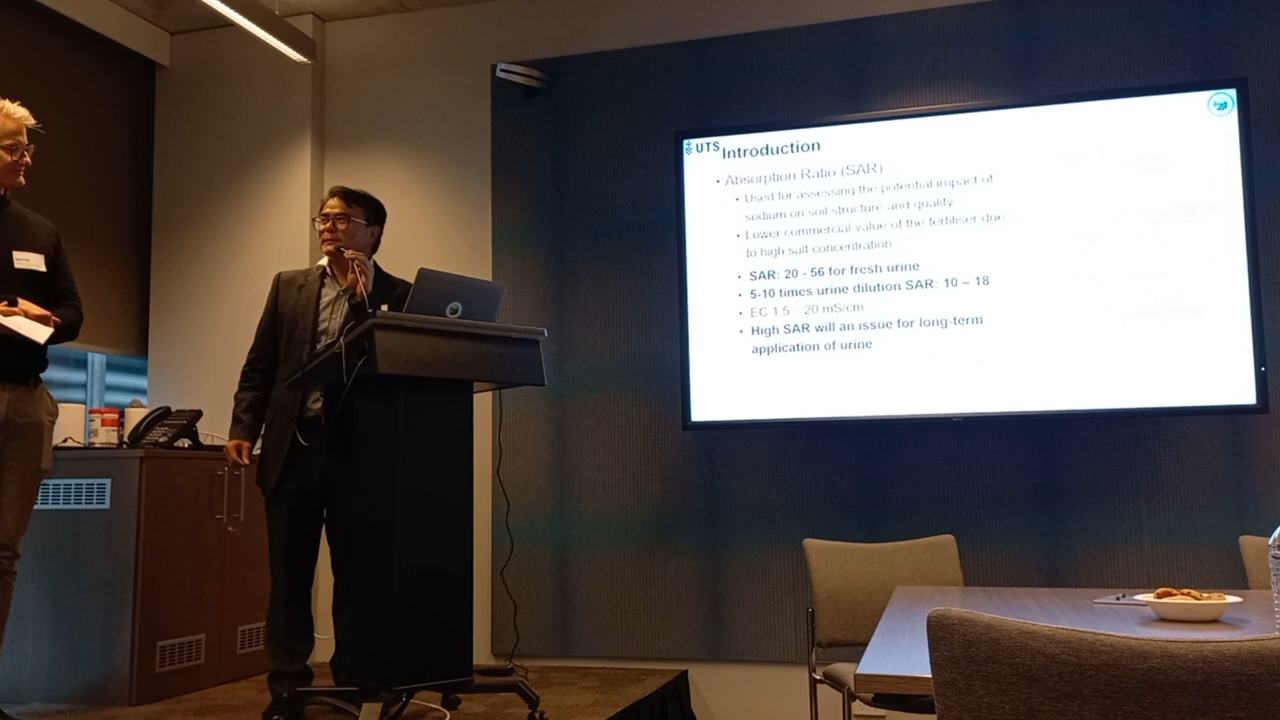 UTS
Introduction
• Absorption Ratio (SAR)
• Used for assessing the potential impact of
sodium on soil structure and quality
• Lower commercial value of the fertiliser due
to high salt concentration
• SAR: 20 - 56 for fresh urine
• 5-10 times urine dilution SAR: 10 – 18
• EC 15 – 20 mS/cm
• High SAR will an issue for long-term
application of urine